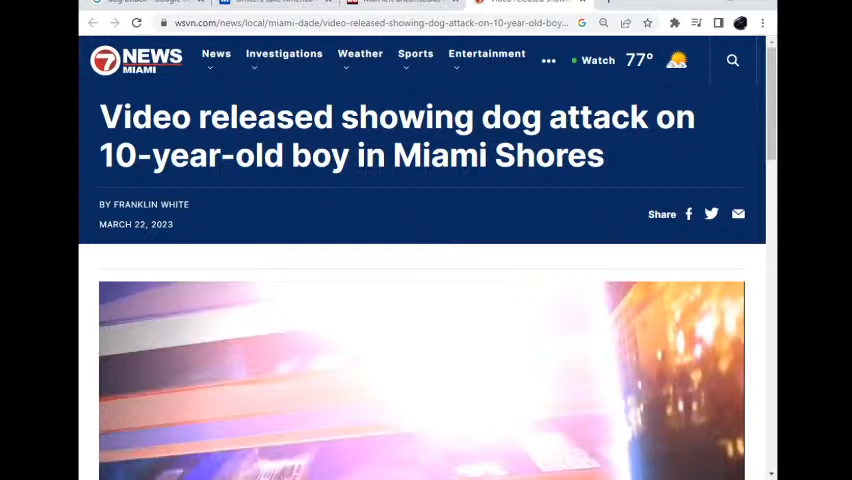 wsvn.com/news/local/miami-dade/video-released-showing-dog-attack-on-10-year-old-boy...
7 NEWS MIAMI
News
Investigations
Weather
Sports
Entertainment
•••
Watch
77°
Video released showing dog attack on
10-year-old boy in Miami Shores
BY FRANKLIN WHITE
MARCH 22, 2023
Share